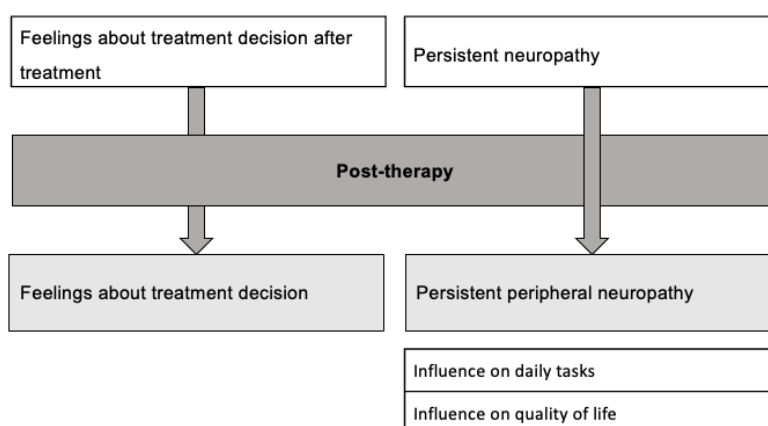 Feelings about treatment decision after
treatment
Persistent neuropathy
Post-therapy
Feelings about treatment decision
Persistent peripheral neuropathy
Influence on daily tasks
Influence on quality of life